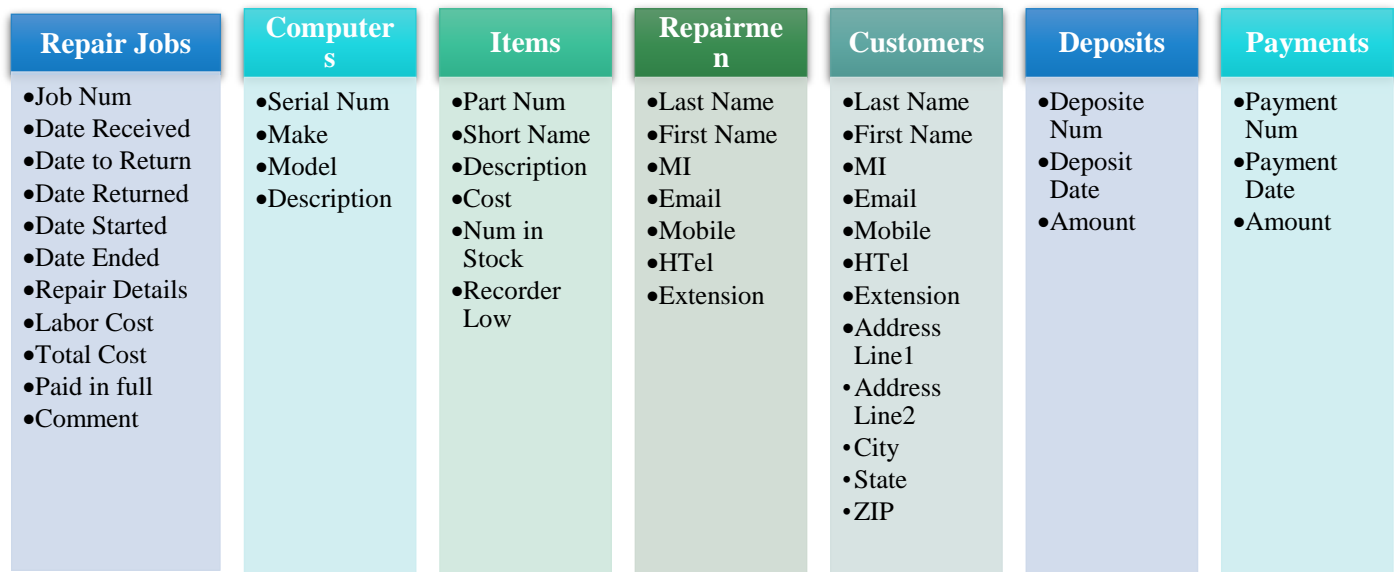 Repair Jobs
•Job Num
•Date Received
•Date to Return
•Date Returned
•Date Started
•Date Ended
•Repair Details
•Labor Cost
•Total Cost
•Paid in full
•Comment
Computer
s
•Serial Num
•Make
•Model
•Description
Items
•Part Num
•Short Name
•Description
•Cost
•Num in
Stock
•Recorder
Low
Repairme
n
•Last Name
•First Name
•MI
•Email
•Mobile
•HTel
•Extension
Customers
•Last Name
•First Name
•MI
•Email
•Mobile
•HTel
•Extension
•Address
Line1
•Address
Line2
•City
•State
•ZIP
Deposits
•Deposite
Num
•Deposit
Date
•Amount
Payments
•Payment
Num
•Payment
Date
•Amount